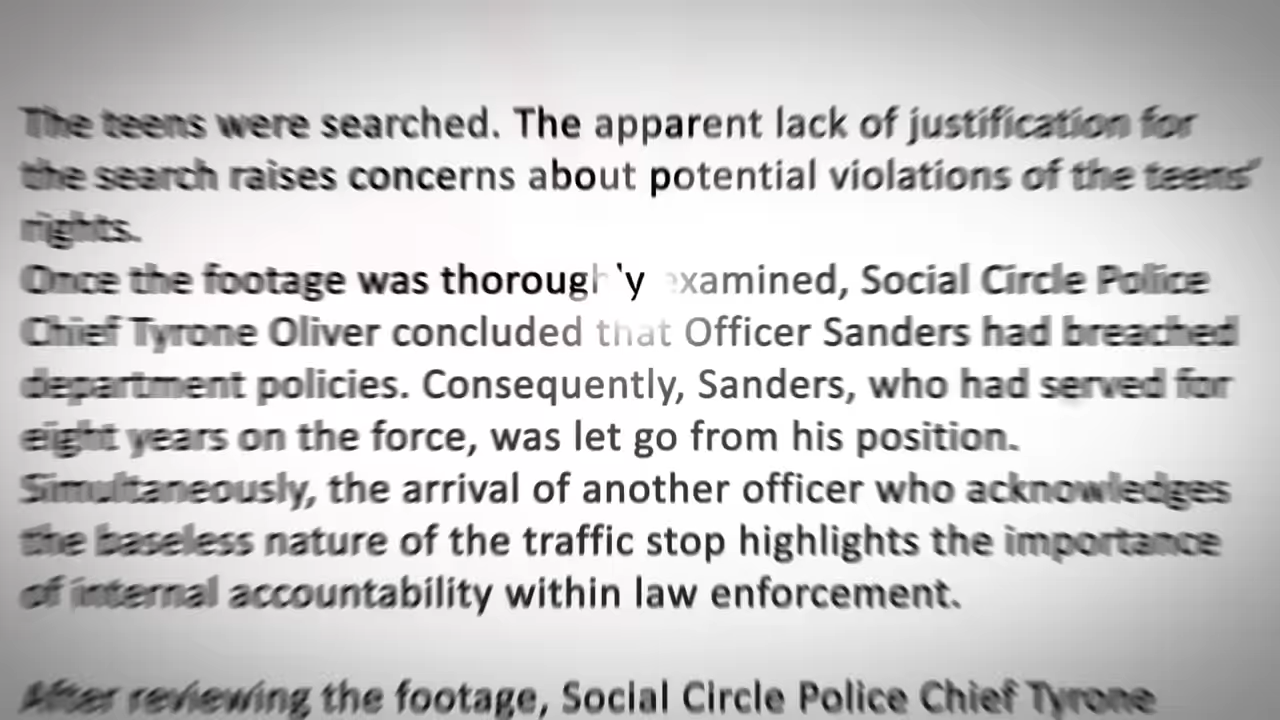 The teens were searched. The apparent lack of justification for
the search raises concerns about potential violations of the teens'
rights.
Once the footage was thoroughly examined, Social Circle Police
Chief Tyrone Oliver concluded that Officer Sanders had breached
department policies. Consequently, Sanders, who had served for
eight years on the force, was let go from his position.
Simultaneously, the arrival of another officer who acknowledges
the baseless nature of the traffic stop highlights the importance
of internal accountability within law enforcement.
After reviewing the footage, Social Circle Police Chief Tyrone